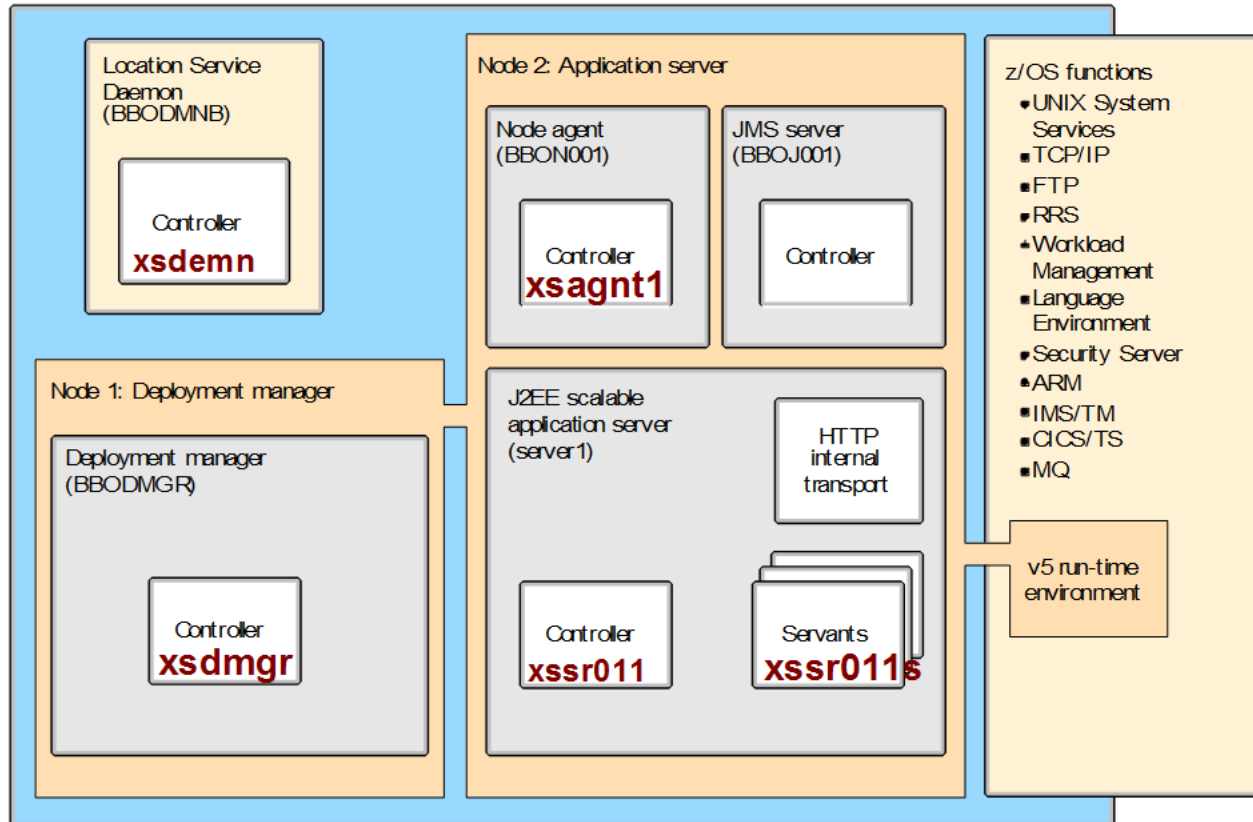 Location Service
Daemon
(BBODMNB)
Controller
xsdemn
Node 1: Deployment manager
Deployment manager
(BBODMGR)
Controller
xsdmgr
Node 2: Application server
Node agent
(BBON001)
Controller
xsagnt1
JMS server
(BBOJ001)
Controller
J2EE scalable
application server
(server1)
HTTP
internal
transport
Controller
xssr011
Servants
xssr011s
z/OS functions
UNIX System
Services
TCP/IP
FTP
RRS
Workload
Management
Language
Environment
Security Server
ARM
IMS/TM
CICS/TS
MQ
v5 run-time
environment